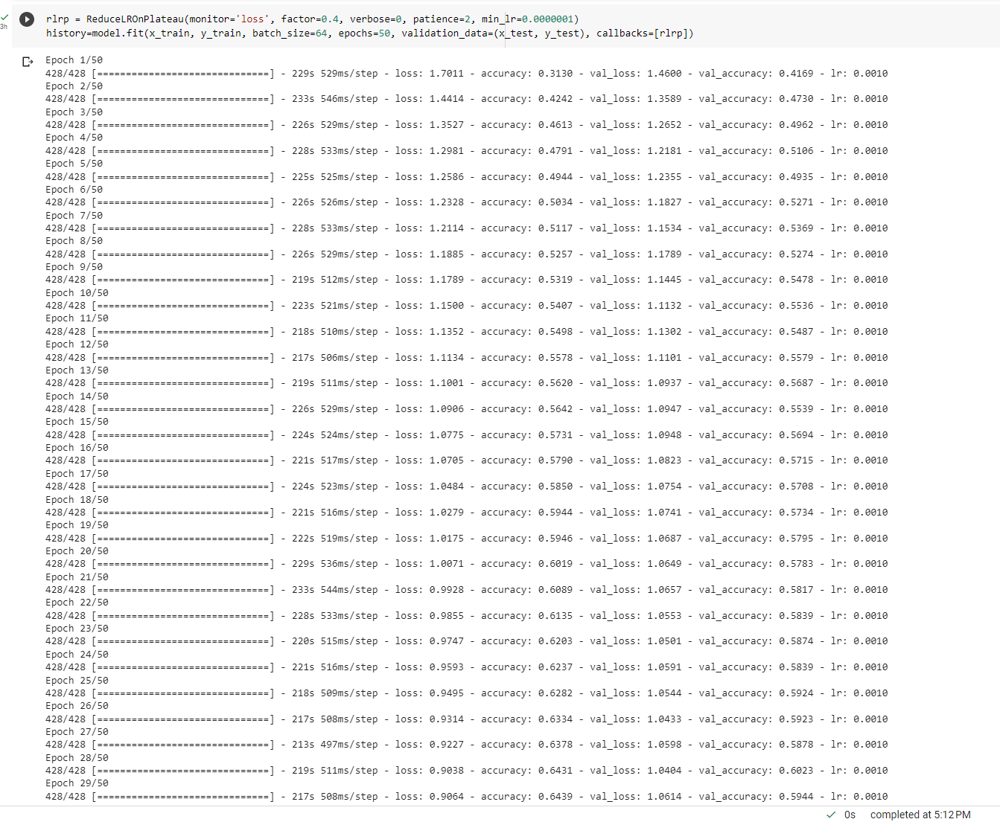 rlrp = ReduceLROnPlateau(monitor='loss', factor=0.4, verbose=0, patience=2, min_lr=0.0000001)
history=model.fit(x_train, y_train, batch_size=64, epochs=50, validation_data=(x_test, y_test), callbacks=[rlrp])
3h
Epoch 1/50
428/428 [==============================] - 229s 529ms/step - loss: 1.7011 - accuracy: 0.3130 - val_loss: 1.4600 - val_accuracy: 0.4169 - lr: 0.0010
Epoch 2/50
428/428 [==============================] - 233s 546ms/step - loss: 1.4414 - accuracy: 0.4242 - val_loss: 1.3589 - val_accuracy: 0.4730 - lr: 0.0010
Epoch 3/50
428/428 [==============================] - 226s 529ms/step - loss: 1.3527 - accuracy: 0.4613 - val_loss: 1.2652 - val_accuracy: 0.4962 - lr: 0.0010
Epoch 4/50
428/428 [==============================] - 228s 533ms/step - loss: 1.2981 - accuracy: 0.4791 - val_loss: 1.2181 - val_accuracy: 0.5106 - lr: 0.0010
Epoch 5/50
428/428 [==============================] - 225s 525ms/step - loss: 1.2586 - accuracy: 0.4944 - val_loss: 1.2355 - val_accuracy: 0.4935 - lr: 0.0010
Epoch 6/50
428/428 [==============================] - 226s 526ms/step - loss: 1.2328 - accuracy: 0.5034 - val_loss: 1.1827 - val_accuracy: 0.5271 - lr: 0.0010
Epoch 7/50
428/428 [==============================] - 228s 533ms/step - loss: 1.2114 - accuracy: 0.5117 - val_loss: 1.1534 - val_accuracy: 0.5369 - lr: 0.0010
Epoch 8/50
428/428 [==============================] - 226s 529ms/step - loss: 1.1885 - accuracy: 0.5257 - val_loss: 1.1789 - val_accuracy: 0.5274 - lr: 0.0010
Epoch 9/50
428/428 [==============================] - 219s 512ms/step - loss: 1.1789 - accuracy: 0.5319 - val_loss: 1.1445 - val_accuracy: 0.5478 - lr: 0.0010
Epoch 10/50
428/428 [==============================] - 223s 521ms/step - loss: 1.1500 - accuracy: 0.5407 - val_loss: 1.1132 - val_accuracy: 0.5536 - lr: 0.0010
Epoch 11/50
428/428 [==============================] - 218s 510ms/step - loss: 1.1352 - accuracy: 0.5498 - val_loss: 1.1302 - val_accuracy: 0.5487 - lr: 0.0010
Epoch 12/50
428/428 [==============================] - 217s 506ms/step - loss: 1.1134 - accuracy: 0.5578 - val_loss: 1.1101 - val_accuracy: 0.5579 - lr: 0.0010
Epoch 13/50
428/428 [==============================] - 219s 511ms/step - loss: 1.1001 - accuracy: 0.5620 - val_loss: 1.0937 - val_accuracy: 0.5687 - lr: 0.0010
Epoch 14/50
428/428 [==============================] - 226s 529ms/step - loss: 1.0906 - accuracy: 0.5642 - val_loss: 1.0947 - val_accuracy: 0.5539 - lr: 0.0010
Epoch 15/50
428/428 [==============================] - 224s 524ms/step - loss: 1.0775 - accuracy: 0.5731 - val_loss: 1.0948 - val_accuracy: 0.5694 - lr: 0.0010
Epoch 16/50
428/428 [==============================] - 221s 517ms/step - loss: 1.0705 - accuracy: 0.5790 - val_loss: 1.0823 - val_accuracy: 0.5715 - lr: 0.0010
Epoch 17/50
428/428 [==============================] - 224s 523ms/step - loss: 1.0484 - accuracy: 0.5850 - val_loss: 1.0754 - val_accuracy: 0.5708 - lr: 0.0010
Epoch 18/50
428/428 [==============================] - 221s 516ms/step - loss: 1.0279 - accuracy: 0.5944 - val_loss: 1.0741 - val_accuracy: 0.5734 - lr: 0.0010
Epoch 19/50
428/428 [==============================] - 222s 519ms/step - loss: 1.0175 - accuracy: 0.5946 - val_loss: 1.0687 - val_accuracy: 0.5795 - lr: 0.0010
Epoch 20/50
428/428 [==============================] - 229s 536ms/step - loss: 1.0071 - accuracy: 0.6019 - val_loss: 1.0649 - val_accuracy: 0.5783 - lr: 0.0010
Epoch 21/50
428/428 [==============================] - 233s 544ms/step - loss: 0.9928 - accuracy: 0.6089 - val_loss: 1.0657 - val_accuracy: 0.5817 - lr: 0.0010
Epoch 22/50
428/428 [==============================] - 228s 533ms/step - loss: 0.9855 - accuracy: 0.6135 - val_loss: 1.0553 - val_accuracy: 0.5839 - lr: 0.0010
Epoch 23/50
428/428 [==============================] - 220s 515ms/step - loss: 0.9747 - accuracy: 0.6203 - val_loss: 1.0501 - val_accuracy: 0.5874 - lr: 0.0010
Epoch 24/50
428/428 [==============================] - 221s 516ms/step - loss: 0.9593 - accuracy: 0.6237 - val_loss: 1.0591 - val_accuracy: 0.5839 - lr: 0.0010
Epoch 25/50
428/428 [==============================] - 218s 509ms/step - loss: 0.9495 - accuracy: 0.6282 - val_loss: 1.0544 - val_accuracy: 0.5924 - lr: 0.0010
Epoch 26/50
428/428 [==============================] - 217s 508ms/step - loss: 0.9314 - accuracy: 0.6334 - val_loss: 1.0433 - val_accuracy: 0.5923 - lr: 0.0010
Epoch 27/50
428/428 [==============================] - 213s 497ms/step - loss: 0.9227 - accuracy: 0.6378 - val_loss: 1.0598 - val_accuracy: 0.5878 - lr: 0.0010
Epoch 28/50
428/428 [==============================] - 219s 511ms/step - loss: 0.9038 - accuracy: 0.6431 - val_loss: 1.0404 - val_accuracy: 0.6023 - lr: 0.0010
Epoch 29/50
428/428 [==============================] - 217s 508ms/step - loss: 0.9064 - accuracy: 0.6439 - val_loss: 1.0614 - val_accuracy: 0.5944 - lr: 0.0010
0s completed at 5:12 PM